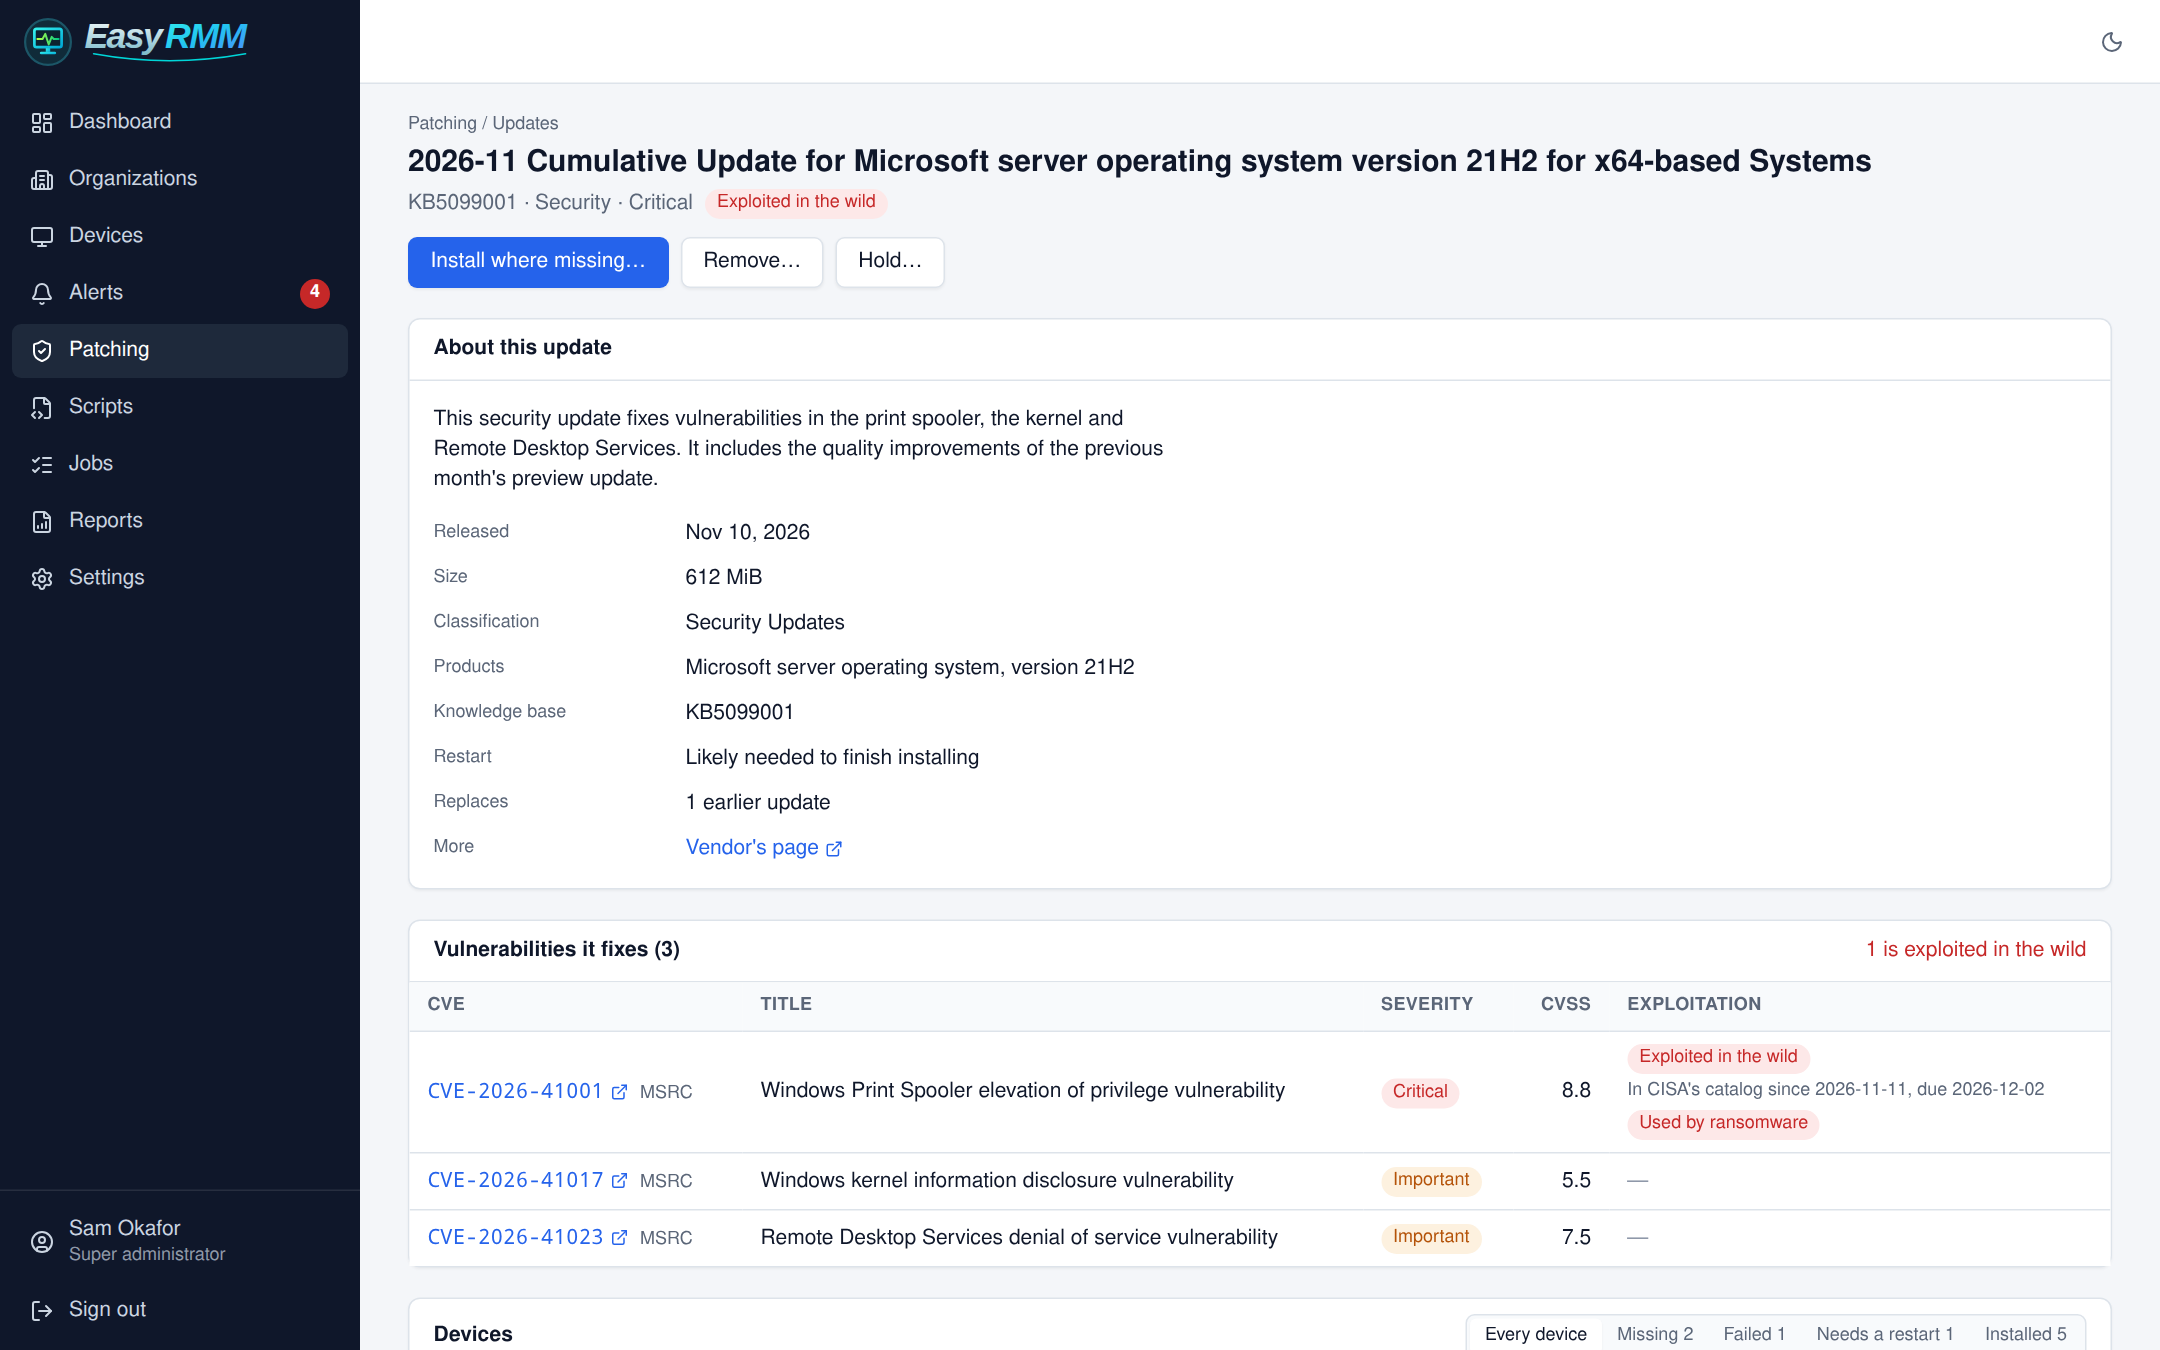 EasyRMM
Dashboard
Organizations
Devices
Alerts 4
Patching
Scripts
Jobs
Reports
Settings
Sam Okafor
Super administrator
Sign out
Patching / Updates
2026-11 Cumulative Update for Microsoft server operating system version 21H2 for x64-based Systems
KB5099001 · Security · Critical Exploited in the wild
Install where missing… Remove… Hold…
About this update
This security update fixes vulnerabilities in the print spooler, the kernel and
Remote Desktop Services. It includes the quality improvements of the previous
month's preview update.
Released Nov 10, 2026
Size 612 MiB
Classification Security Updates
Products Microsoft server operating system, version 21H2
Knowledge base KB5099001
Restart Likely needed to finish installing
Replaces 1 earlier update
More Vendor's page
Vulnerabilities it fixes (3) 1 is exploited in the wild
CVE TITLE SEVERITY CVSS EXPLOITATION
CVE-2026-41001 MSRC Windows Print Spooler elevation of privilege vulnerability Critical 8.8 Exploited in the wild
In CISA's catalog since 2026-11-11, due 2026-12-02
Used by ransomware
CVE-2026-41017 MSRC Windows kernel information disclosure vulnerability Important 5.5 —
CVE-2026-41023 MSRC Remote Desktop Services denial of service vulnerability Important 7.5 —
Devices Every device Missing 2 Failed 1 Needs a restart 1 Installed 5